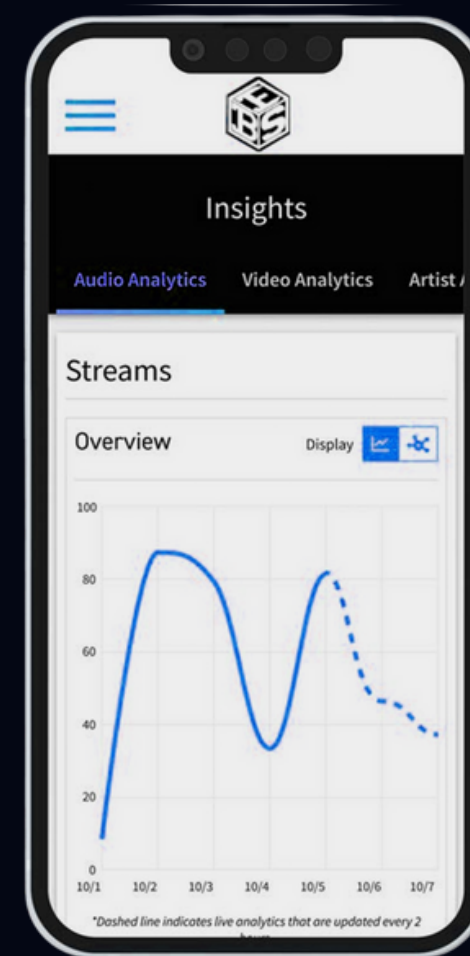 EBS
Insights
Audio Analytics Video Analytics Artist
Streams
Overview Display
100
80
60
40
20
0
10/1 10/2 10/3 10/4 10/5 10/6 10/7
*Dashed line indicates live analytics that are updated every 2